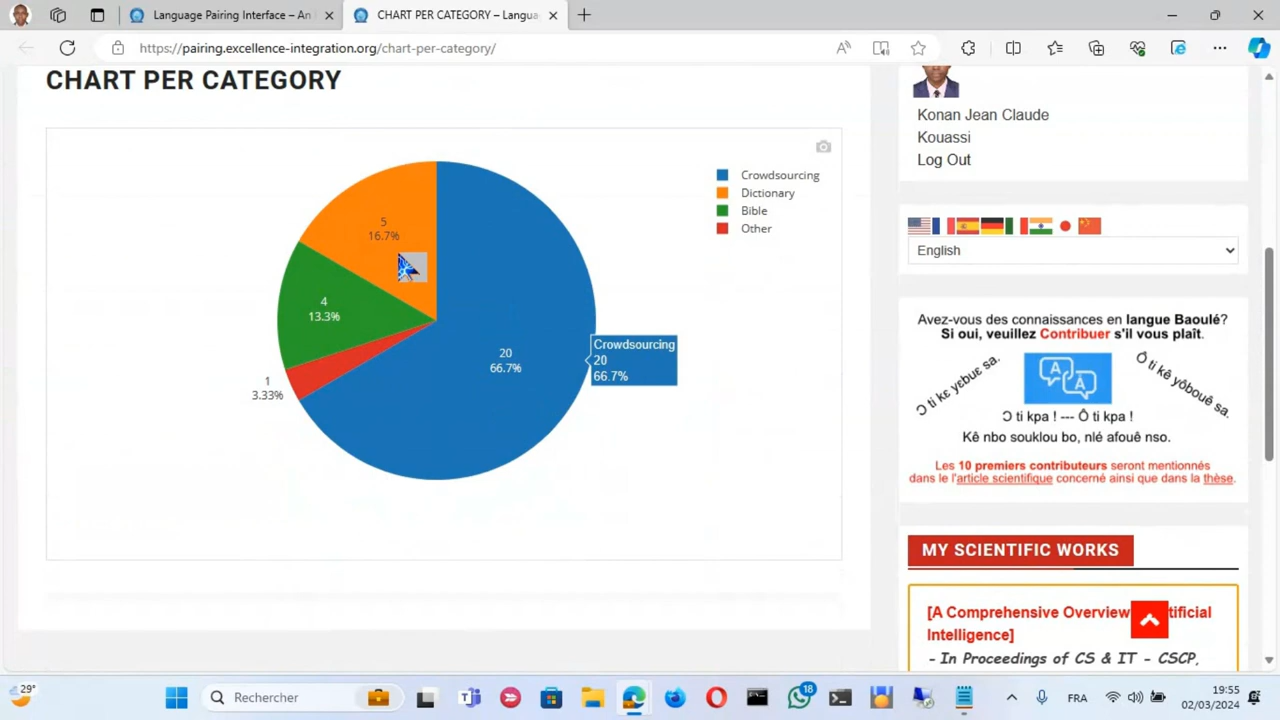 Language Pairing Interface – An
CHART PER CATEGORY – Langua
https://pairing.excellence-integration.org/chart-per-category/
CHART PER CATEGORY
Crowdsourcing
Dictionary
Bible
Other
5
16.7%
4
13.3%
1
3.33%
20
66.7%
Crowdsourcing
20
66.7%
Konan Jean Claude
Kouassi
Log Out
English
Avez-vous des connaissances en langue Baoulé?
Si oui, veuillez Contribuer s'il vous plaît.
Ɔ ti kɛ yɛbuɛ sa.
Ô ti kê yôbouê sa.
Ɔ ti kpa ! --- Ô ti kpa !
Kê nbo souklou bo, nlé afouê nso.
Les 10 premiers contributeurs seront mentionnés
dans le l'article scientifique concerné ainsi que dans la thèse.
MY SCIENTIFIC WORKS
[A Comprehensive Overview tificial
Intelligence]
- In Proceedings of CS & IT - CSCP,
29°
Rechercher
18
FRA
19:55
02/03/2024